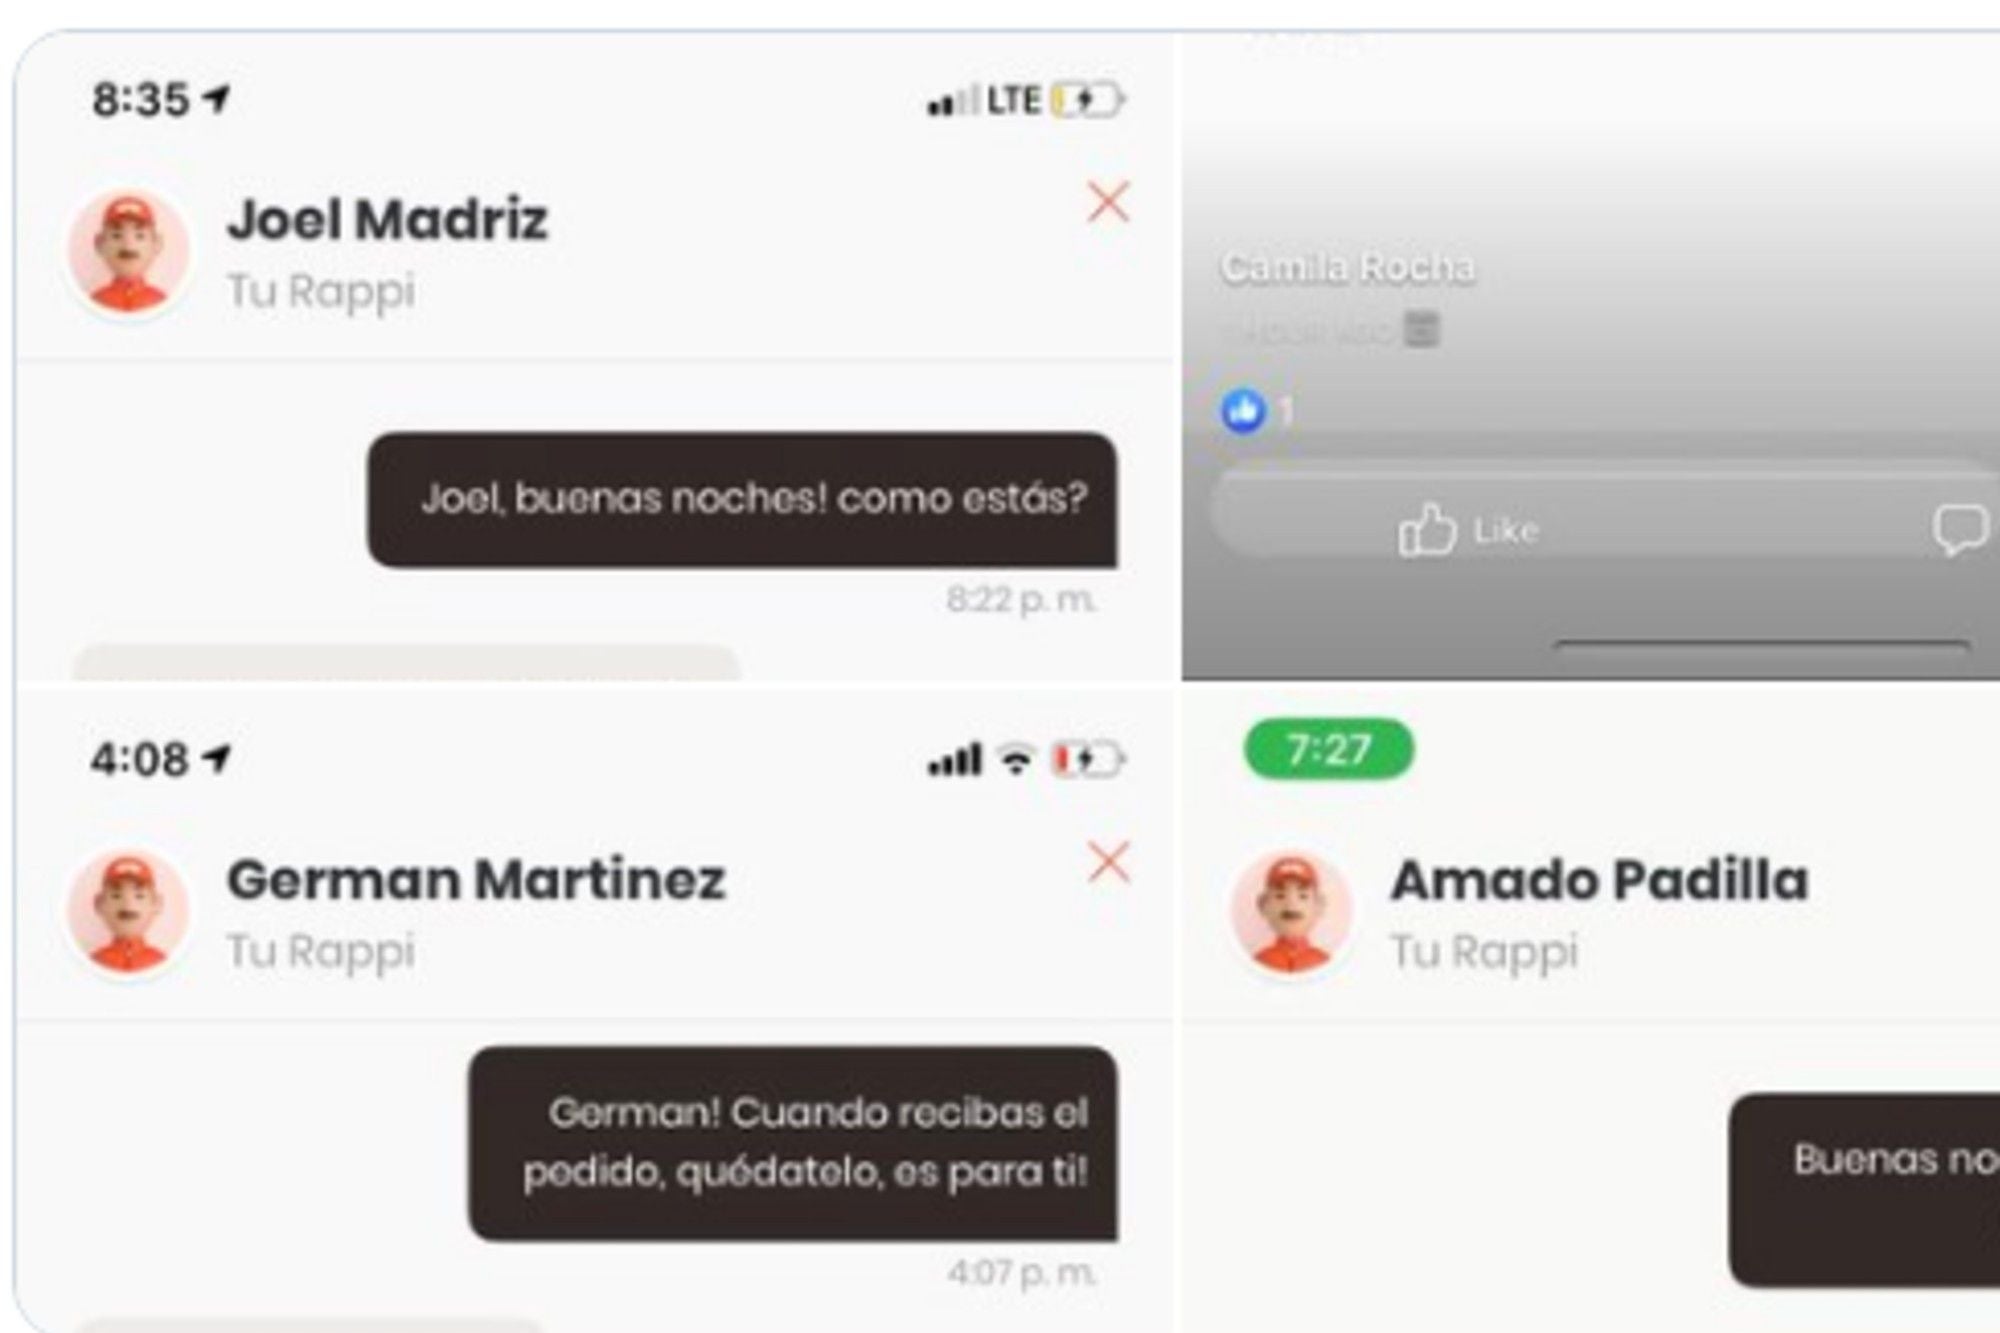 8:35
LTE
Joel Madriz
Tu Rappi
Joel, buenas noches! como estás?
8:22 p. m.
Camila Rocha
1
Like
4:08
German Martinez
Tu Rappi
German! Cuando recibas el
pedido, quédatelo, es para ti!
4:07 p. m.
7:27
Amado Padilla
Tu Rappi
Buenas no